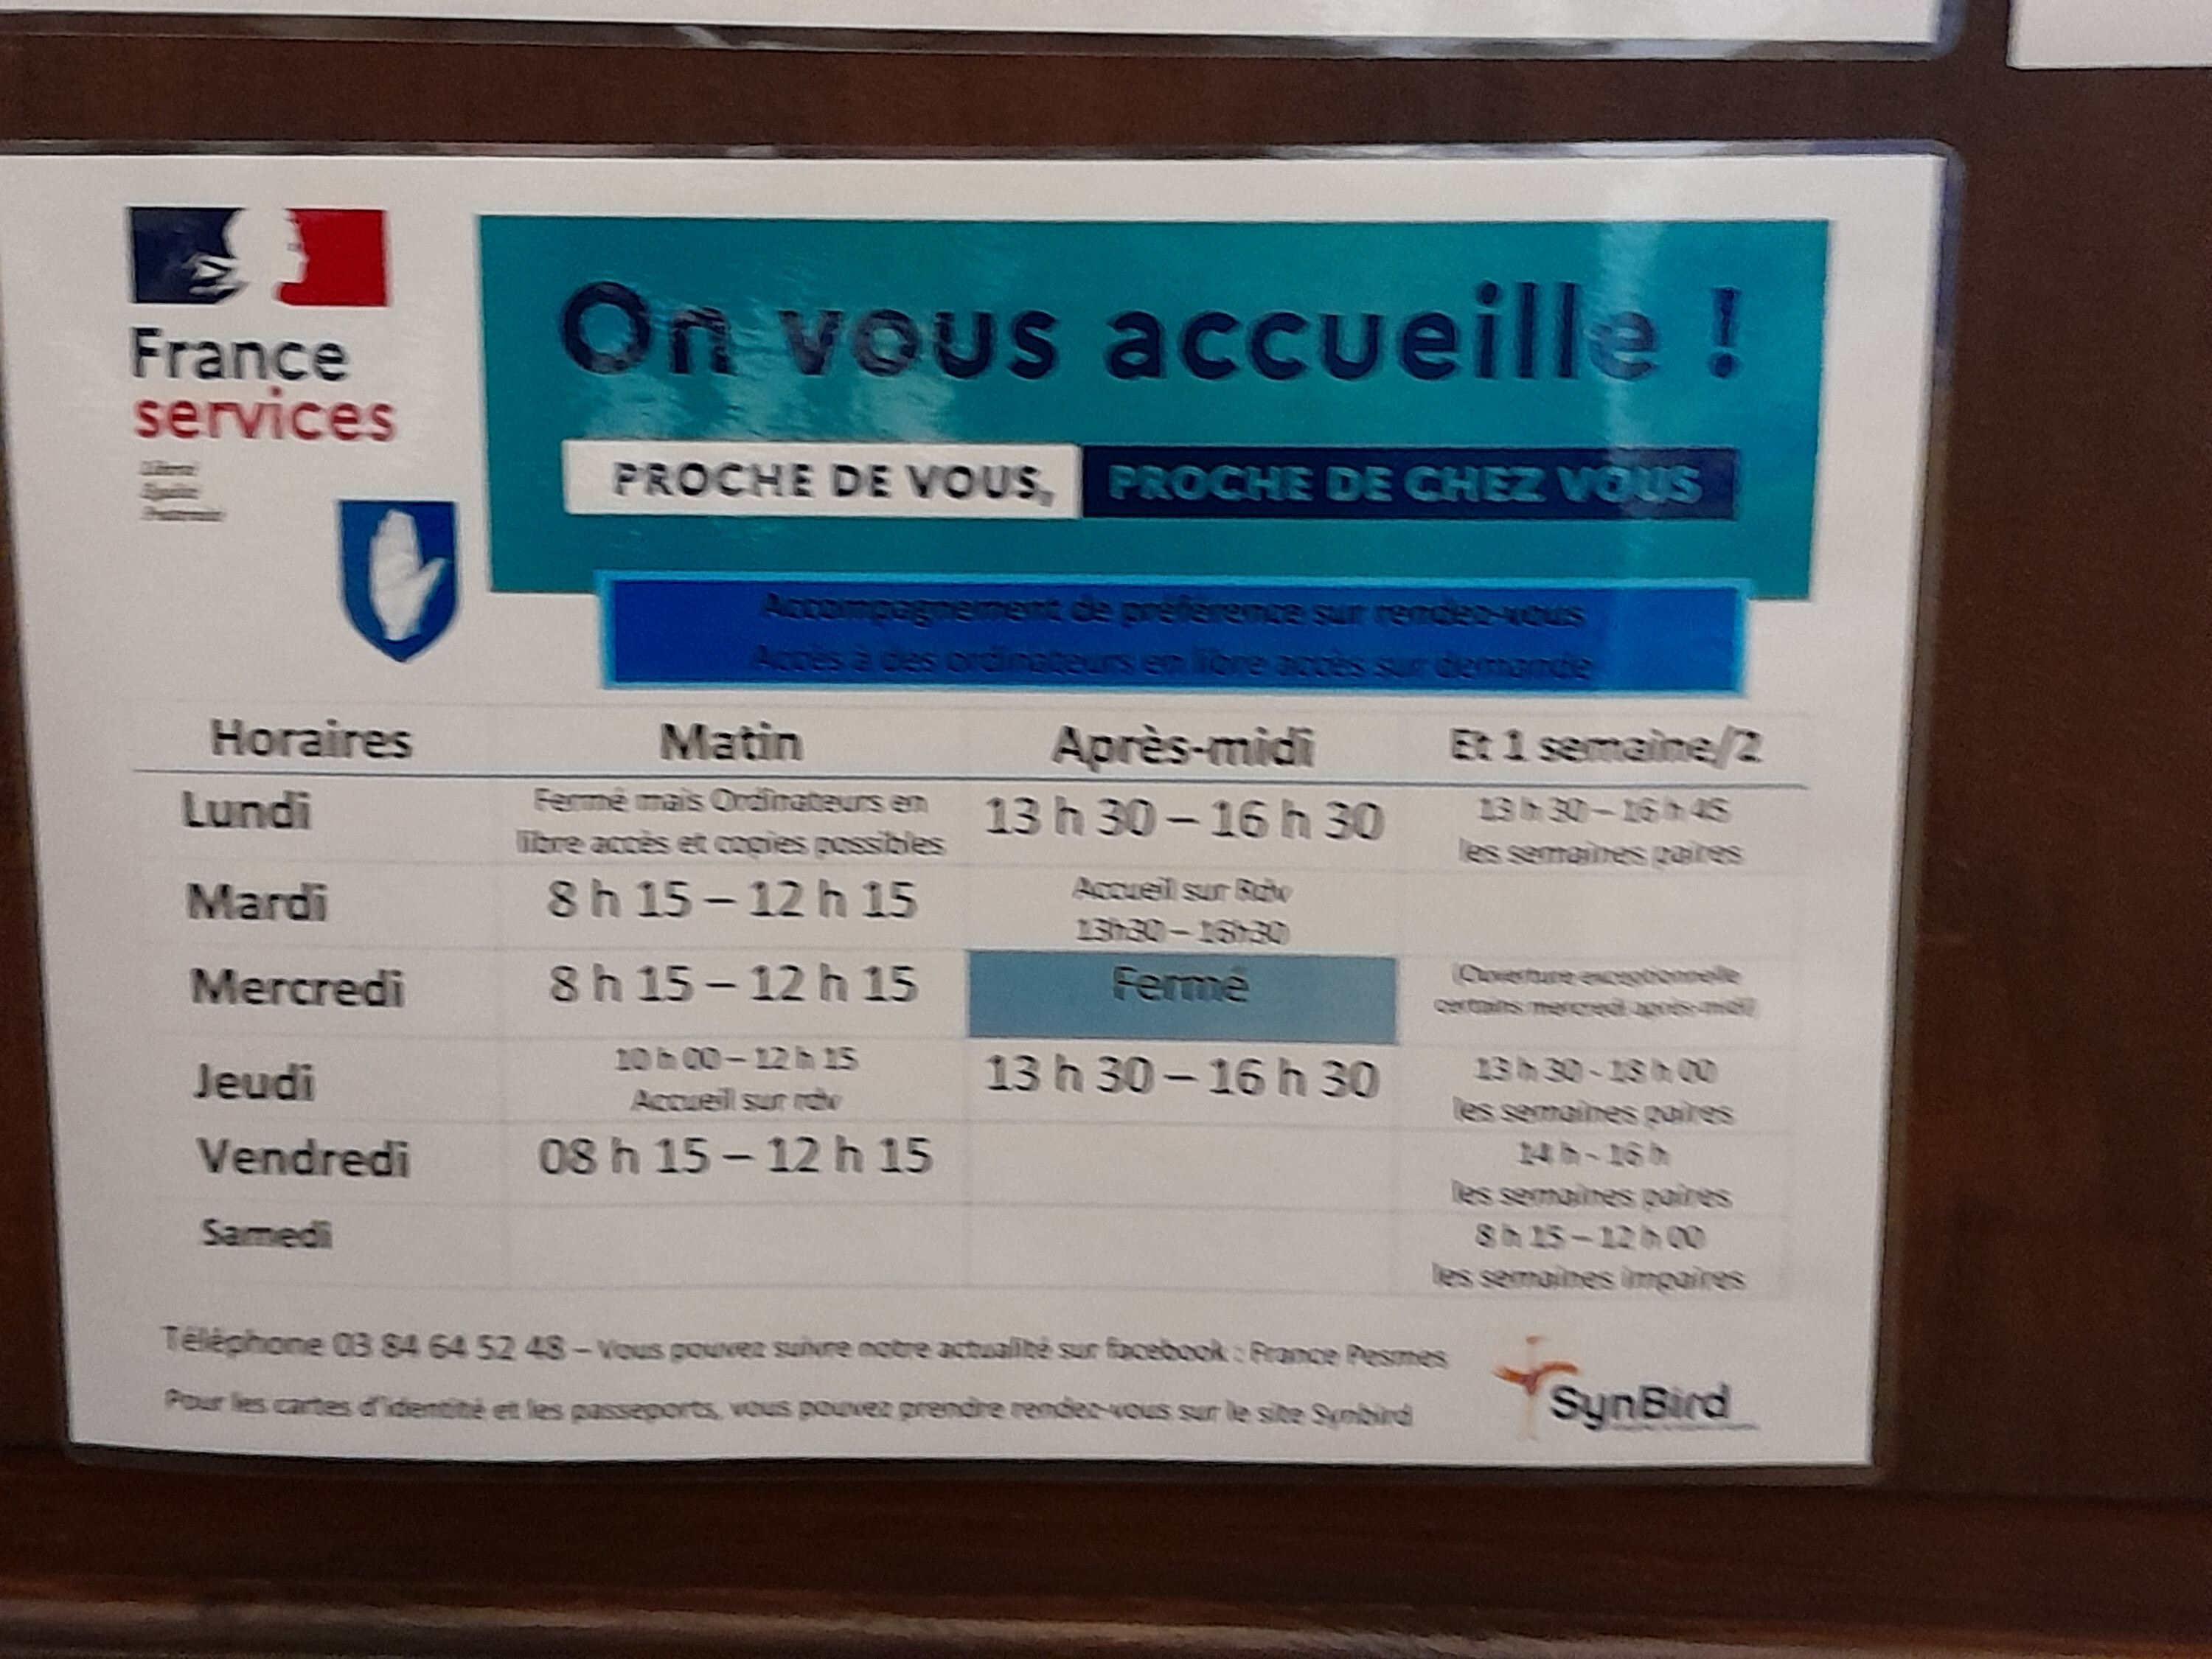 France
services
Liberté
Égalité
Fraternité
On vous accueille !
PROCHE DE VOUS, PROCHE DE CHEZ VOUS
Accompagnement de préférence sur rendez-vous
Accès à des ordinateurs en libre accès sur demande
Horaires Matin Après-midi Et 1 semaine/2
Lundi Fermé mais Ordinateurs en libre accès et copies possibles 13 h 30 – 16 h 30 13 h 30 – 16 h 45 les semaines paires
Mardi 8 h 15 – 12 h 15 Accueil sur Rdv 13h30 – 16h30
Mercredi 8 h 15 – 12 h 15 Fermé (Ouverture exceptionnelle certains mercredi après-midi)
Jeudi 10 h 00 – 12 h 15 Accueil sur rdv 13 h 30 – 16 h 30 13 h 30 - 18 h 00 les semaines paires
Vendredi 08 h 15 – 12 h 15 14 h - 16 h les semaines paires
Samedi 8 h 15 – 12 h 00 les semaines impaires
Téléphone 03 84 64 52 48 – Vous pouvez suivre notre actualité sur facebook : France Pesmes
Pour les cartes d'identité et les passeports, vous pouvez prendre rendez-vous sur le site Synbird
SynBird